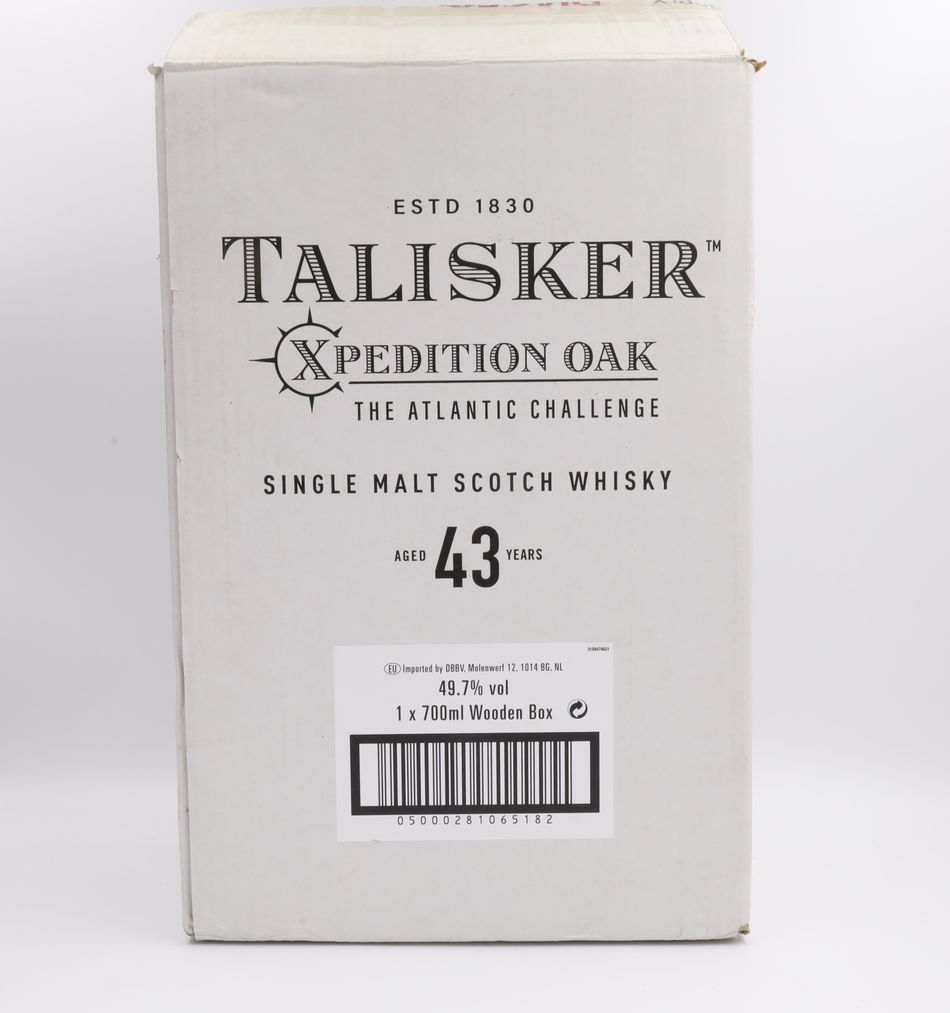 ESTD 1830
TALISKER™
XPEDITION OAK
THE ATLANTIC CHALLENGE
SINGLE MALT SCOTCH WHISKY
AGED 43 YEARS
EU Imported by DBBV, Molenwerf 12, 1014 BG, NL
49.7% vol
1 x 700ml Wooden Box
05000281065182